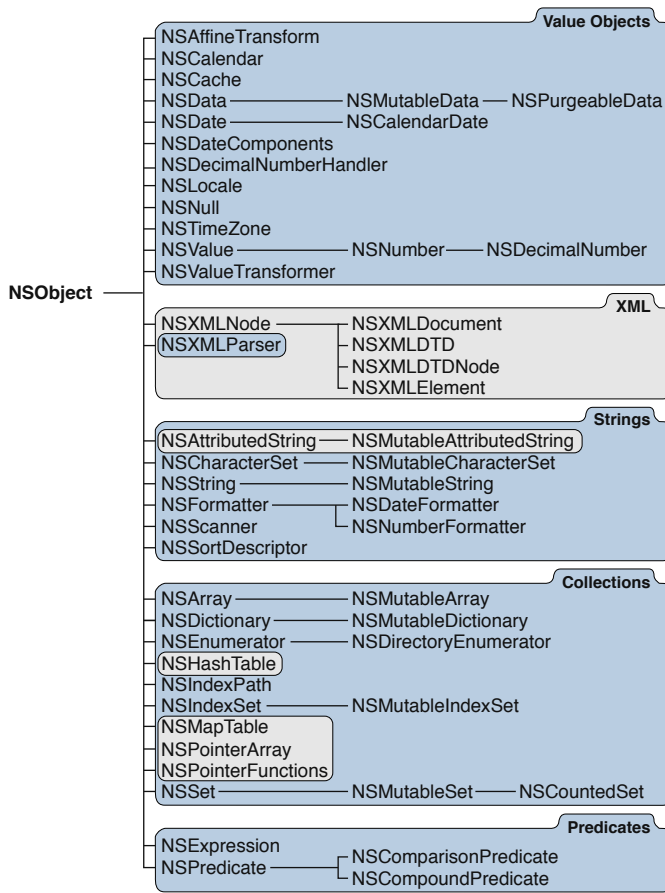 Value Objects
NSAffineTransform
NSCalendar
NSCache
NSData NSMutableData NSPurgeableData
NSDate NSCalendarDate
NSDateComponents
NSDecimalNumberHandler
NSLocale
NSNull
NSTimeZone
NSValue NSNumber NSDecimalNumber
NSValueTransformer
NSObject
XML
NSXMLNode NSXMLDocument
NSXMLParser NSXMLDTD
NSXMLDTDNode
NSXMLElement
Strings
NSAttributedString NSMutableAttributedString
NSCharacterSet NSMutableCharacterSet
NSString NSMutableString
NSFormatter NSDateFormatter
NSScanner NSNumberFormatter
NSSortDescriptor
Collections
NSArray NSMutableArray
NSDictionary NSMutableDictionary
NSEnumerator NSDirectoryEnumerator
NSHashTable
NSIndexPath
NSIndexSet NSMutableIndexSet
NSMapTable
NSPointerArray
NSPointerFunctions
NSSet NSMutableSet NSCountedSet
Predicates
NSExpression
NSPredicate NSComparisonPredicate
NSCompoundPredicate